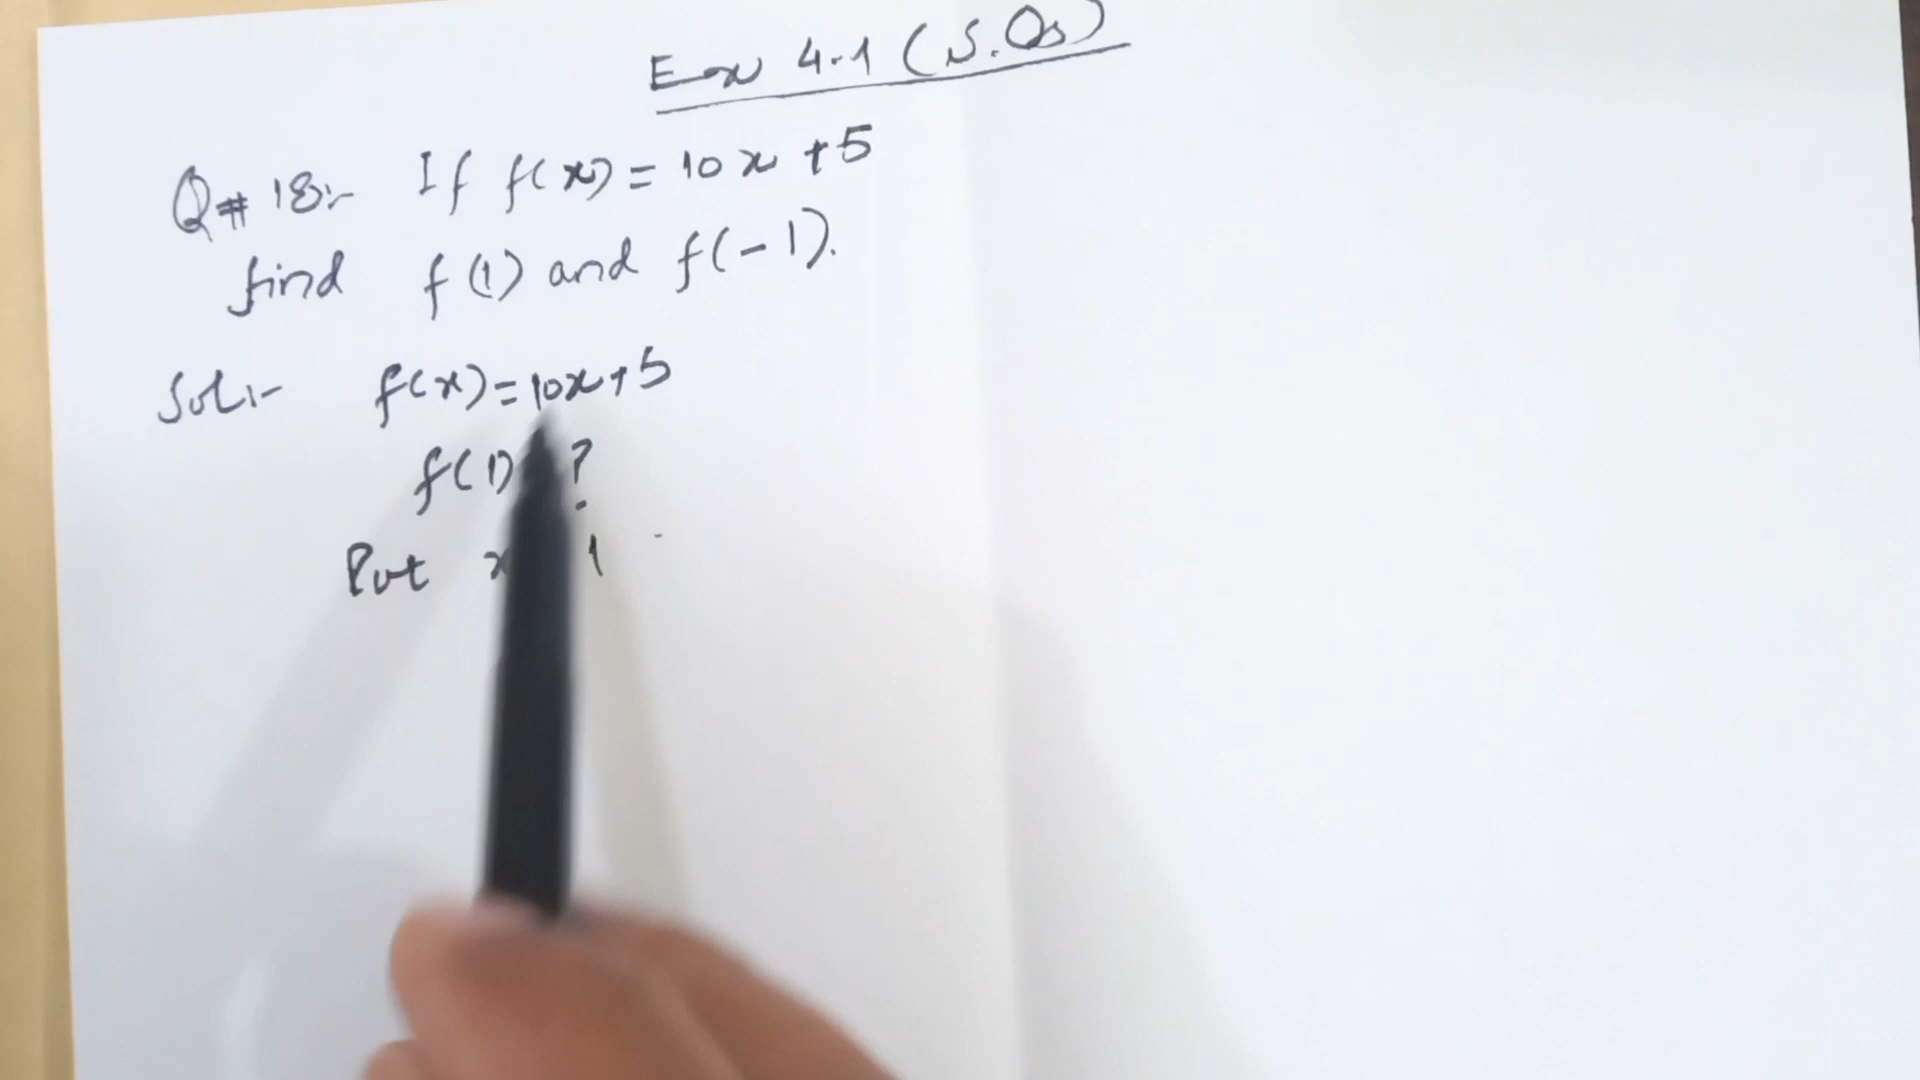 Ex 4.1 (S.Qs)
Q# 18:- If f(x) = 10x + 5
find f(1) and f(-1).
Sol:- f(x) = 10x + 5
f(1) ?
Put x 1